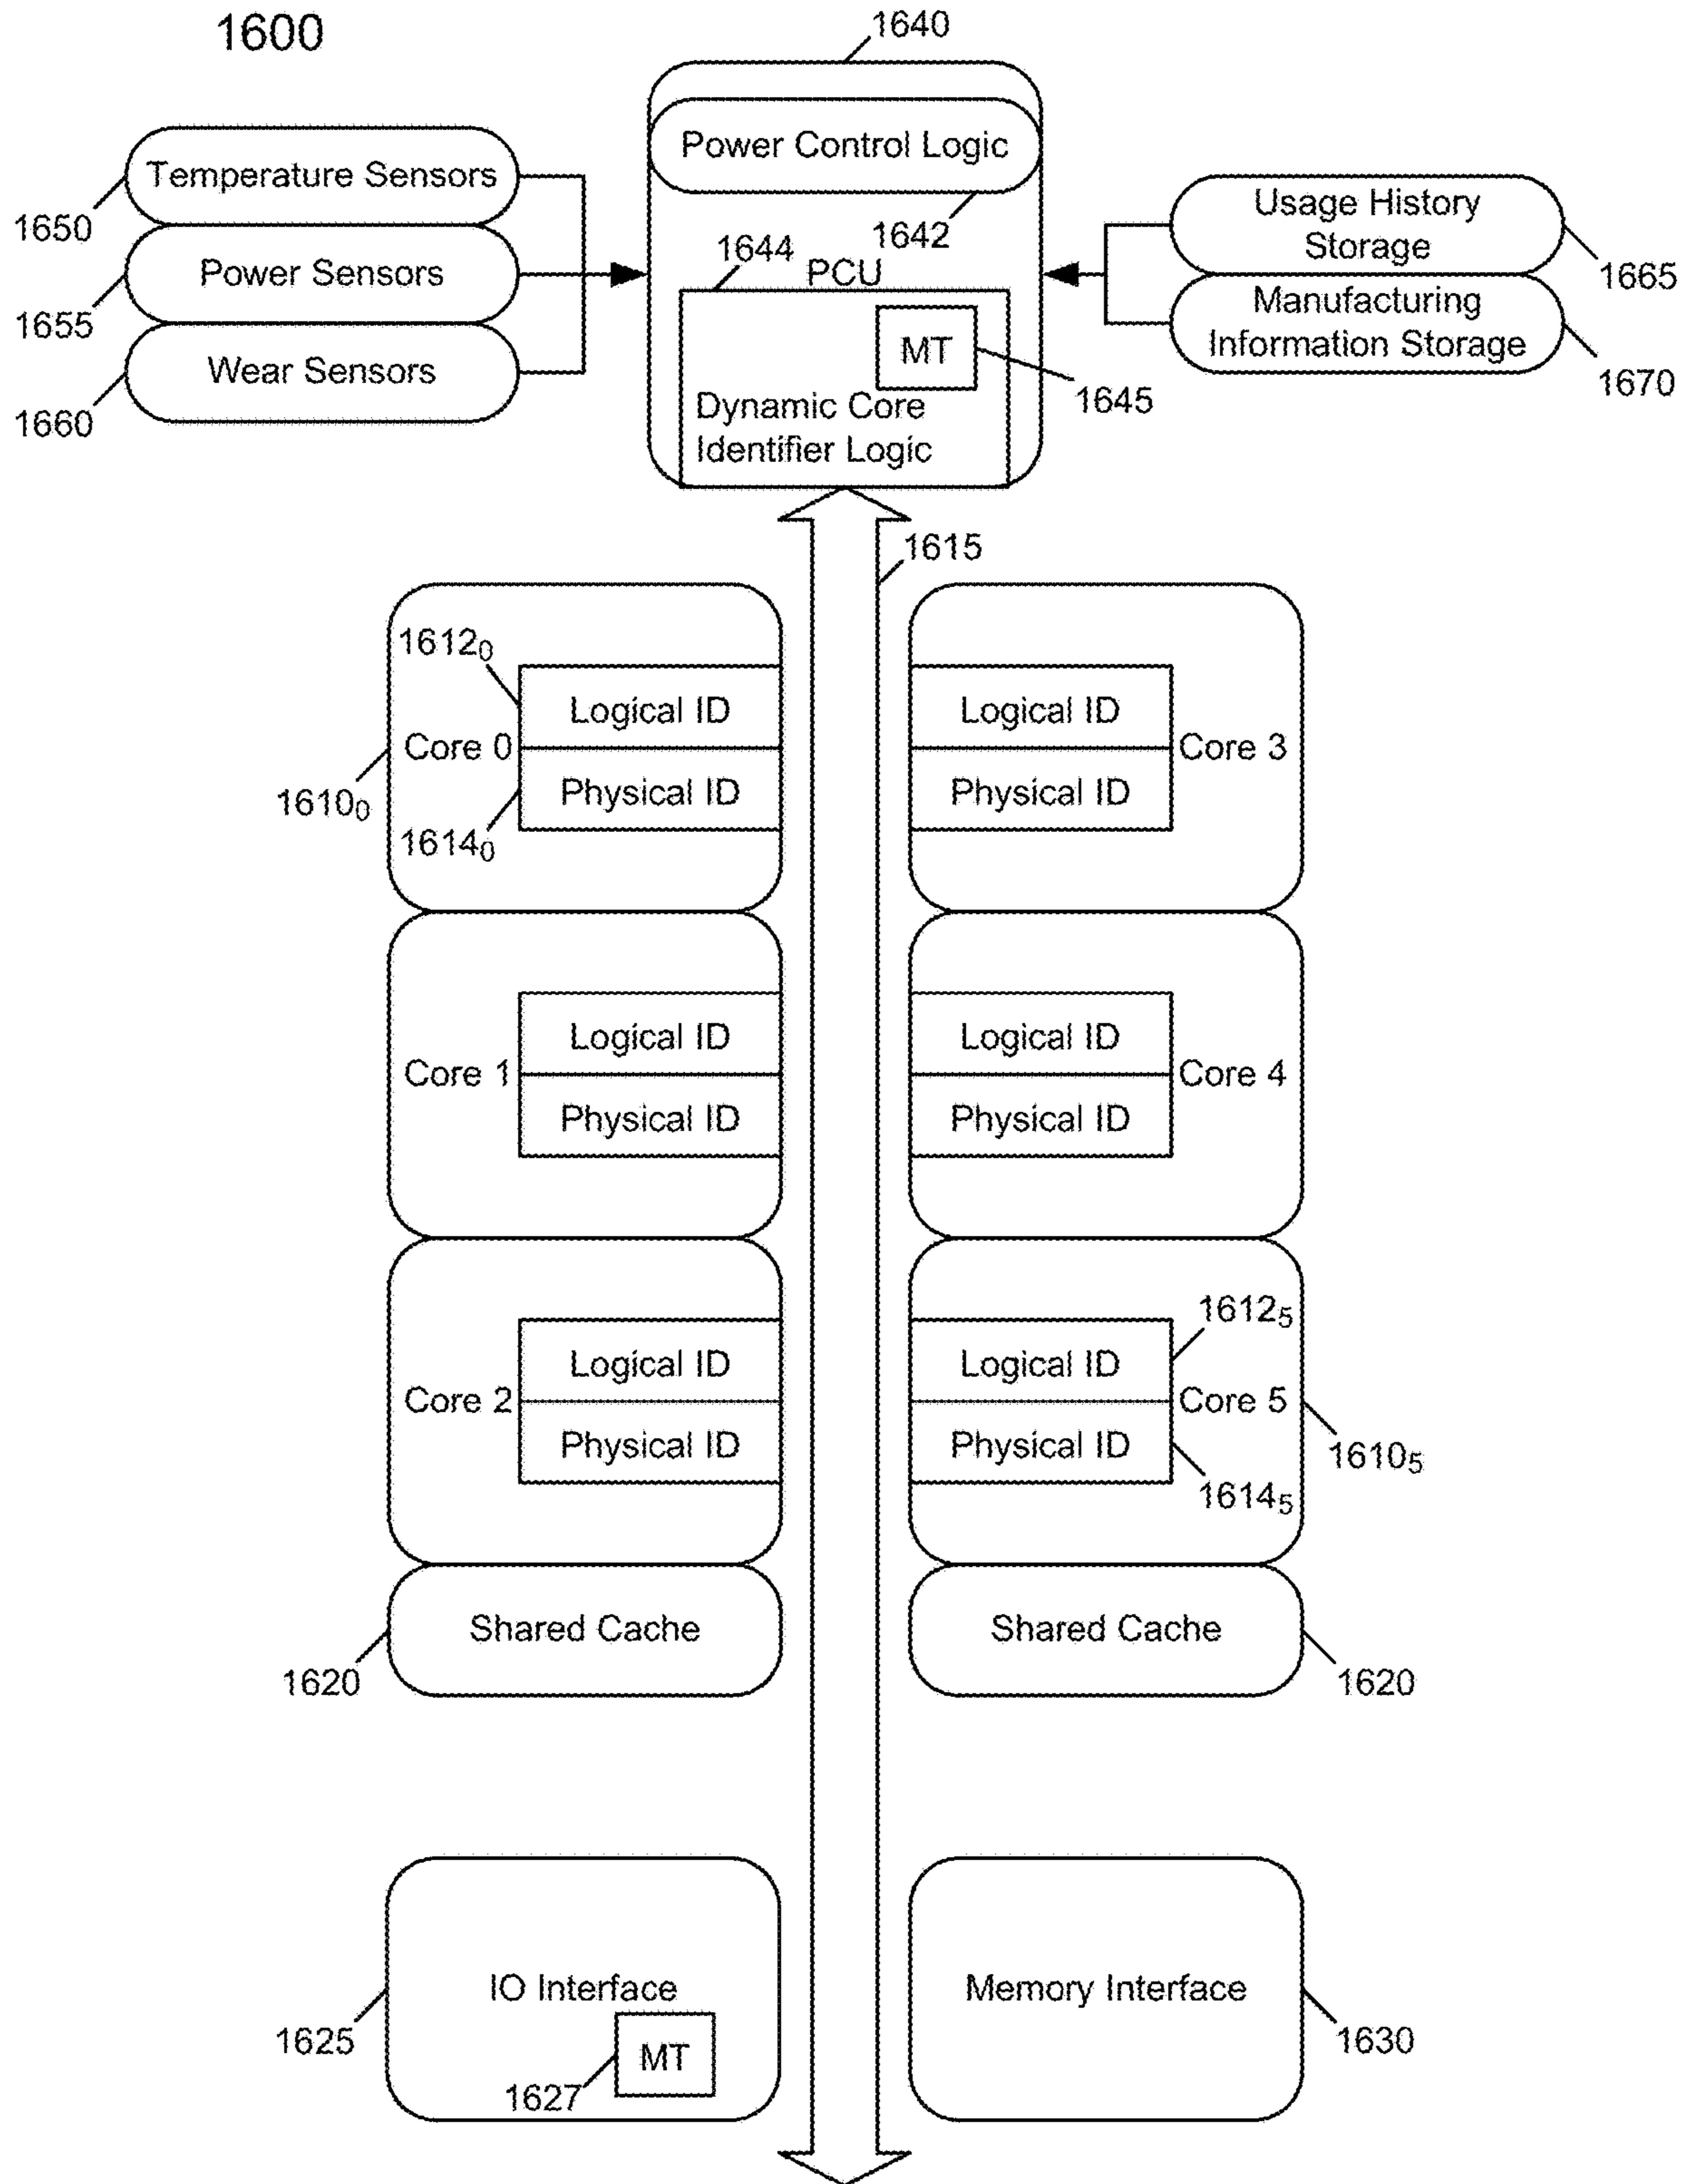 1600
1640
Power Control Logic
1642
Temperature Sensors
1650
Power Sensors
1655
Wear Sensors
1660
1644
PCU
MT
1645
Dynamic Core
Identifier Logic
Usage History
Storage
1665
Manufacturing
Information Storage
1670
1615
1612₀
Logical ID
Core 0
Physical ID
1610₀
1614₀
Logical ID
Core 3
Physical ID
Logical ID
Core 1
Physical ID
Logical ID
Core 4
Physical ID
Logical ID
Core 2
Physical ID
1612₅
Logical ID
Core 5
Physical ID
1610₅
1614₅
Shared Cache
1620
Shared Cache
1620
IO Interface
1625
MT
1627
Memory Interface
1630